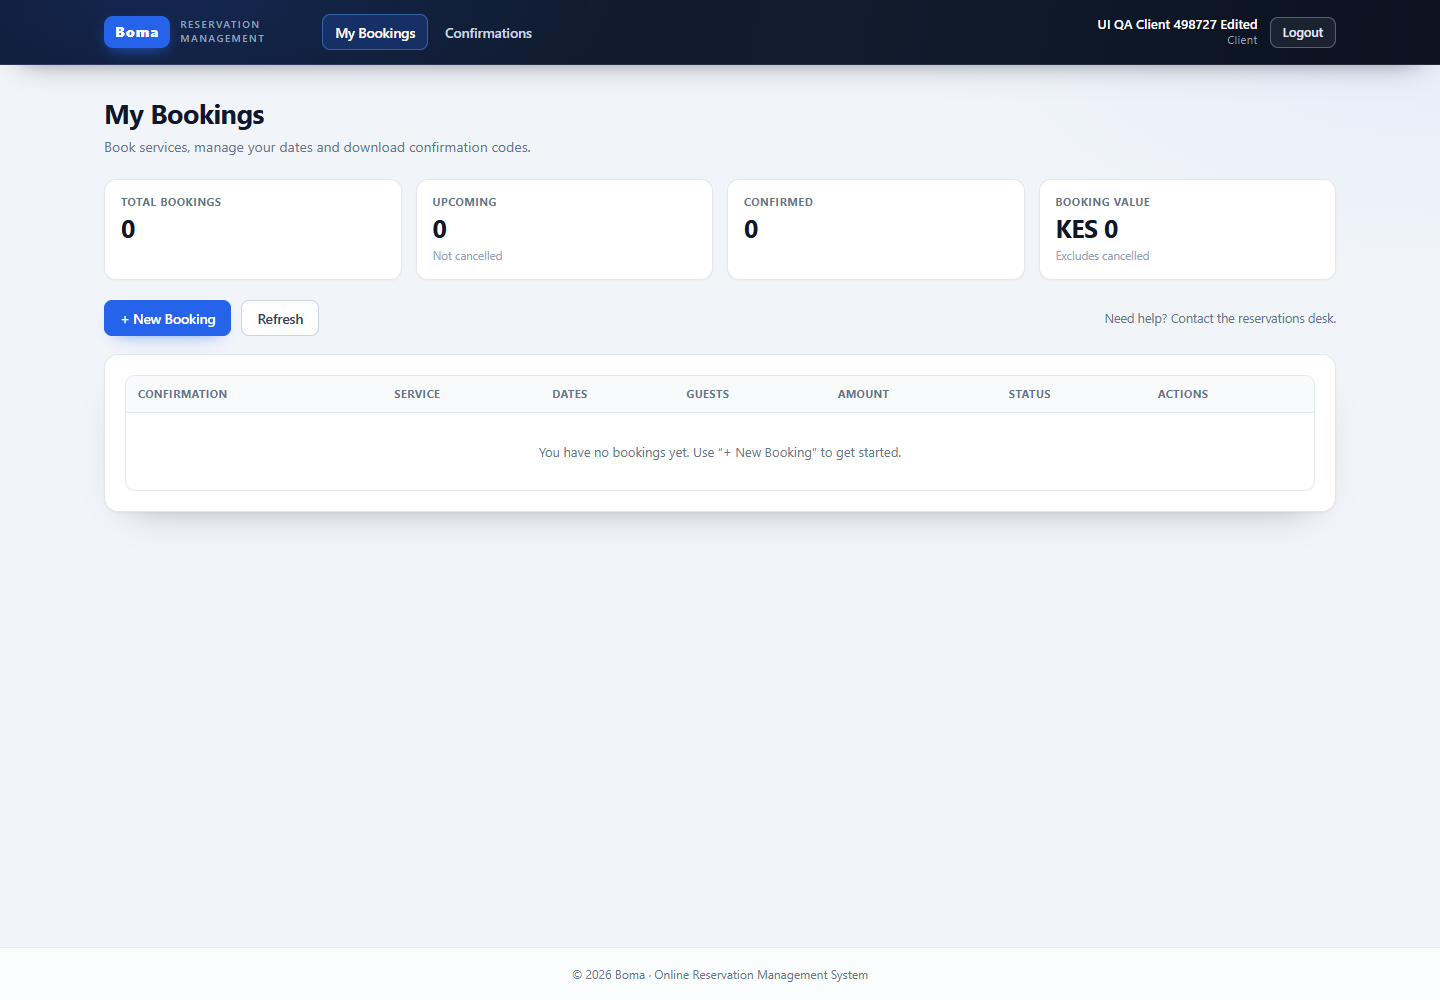 Boma
RESERVATION
MANAGEMENT
My Bookings
Confirmations
UI QA Client 498727 Edited
Client
Logout
My Bookings
Book services, manage your dates and download confirmation codes.
TOTAL BOOKINGS
0
UPCOMING
0
Not cancelled
CONFIRMED
0
BOOKING VALUE
KES 0
Excludes cancelled
+ New Booking
Refresh
Need help? Contact the reservations desk.
CONFIRMATION SERVICE DATES GUESTS AMOUNT STATUS ACTIONS
You have no bookings yet. Use “+ New Booking” to get started.
© 2026 Boma · Online Reservation Management System